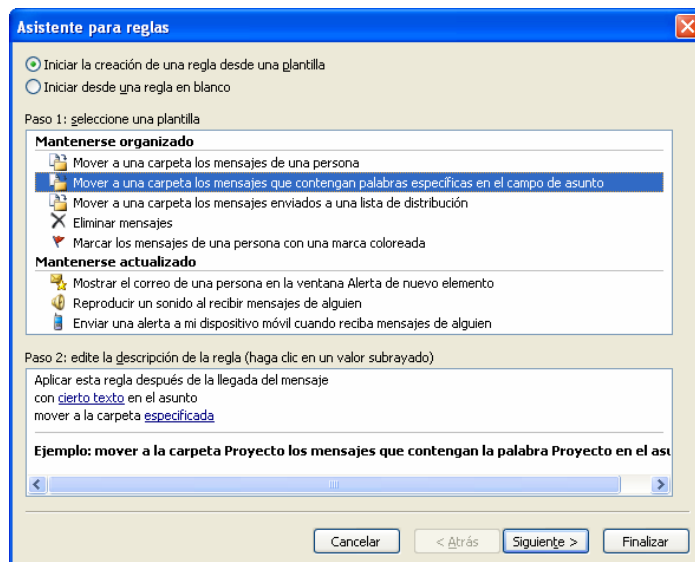 Asistente para reglas
Iniciar la creación de una regla desde una plantilla
Iniciar desde una regla en blanco
Paso 1: seleccione una plantilla
Mantenerse organizado
Mover a una carpeta los mensajes de una persona
Mover a una carpeta los mensajes que contengan palabras específicas en el campo de asunto
Mover a una carpeta los mensajes enviados a una lista de distribución
Eliminar mensajes
Marcar los mensajes de una persona con una marca coloreada
Mantenerse actualizado
Mostrar el correo de una persona en la ventana Alerta de nuevo elemento
Reproducir un sonido al recibir mensajes de alguien
Enviar una alerta a mi dispositivo móvil cuando reciba mensajes de alguien
Paso 2: edite la descripción de la regla (haga clic en un valor subrayado)
Aplicar esta regla después de la llegada del mensaje
con cierto texto en el asunto
mover a la carpeta especificada
Ejemplo: mover a la carpeta Proyecto los mensajes que contengan la palabra Proyecto en el asu
Cancelar < Atrás Siguiente > Finalizar